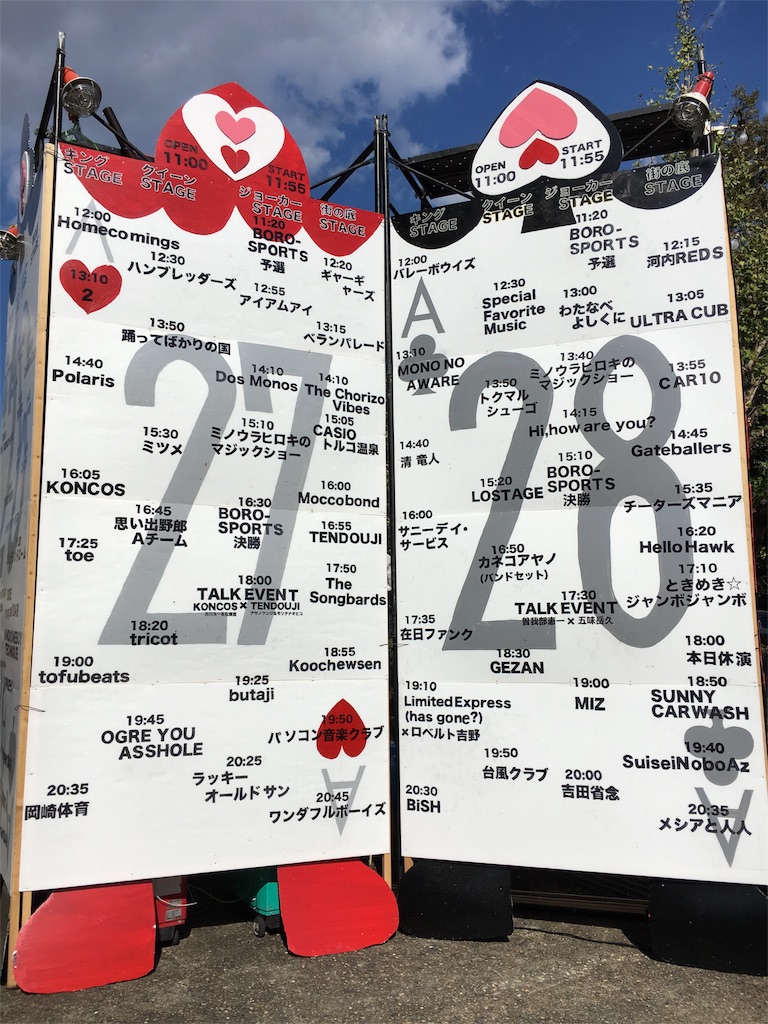 OPEN
11:00
START
11:55
キング
STAGE
クイーン
STAGE
ジョーカー
STAGE
街の底
STAGE
12:00
Homecomings
11:20
BORO-
SPORTS
予選
12:30
ハンブレッダーズ
12:20
ギャーギ
ャーズ
13:10
2
12:55
アイアムアイ
13:15
ベランパレード
13:50
踊ってばかりの国
14:40
Polaris
14:10
Dos Monos
14:10
The Chorizo
Vibes
15:30
ミツメ
15:10
ミノウラヒロキの
マジックショー
15:05
CASIO
トルコ温泉
16:05
KONCOS
16:00
Moccobond
16:45
思い出野郎
Aチーム
16:30
BORO-
SPORTS
決勝
16:55
TENDOUJI
17:25
toe
17:50
The
Songbards
18:00
TALK EVENT
KONCOS × TENDOUJI
18:20
tricot
18:55
Koochewsen
19:00
tofubeats
19:25
butaji
19:45
OGRE YOU
ASSHOLE
19:50
パソコン音楽クラブ
20:25
ラッキー
オールドサン
20:35
岡崎体育
20:45
ワンダフルボーイズ
27
A
A
OPEN
11:00
START
11:55
キング
STAGE
クイーン
STAGE
ジョーカー
STAGE
街の底
STAGE
12:00
バレーボウイズ
11:20
BORO-
SPORTS
予選
12:15
河内REDS
12:30
Special
Favorite
Music
13:00
わたなべ
よしくに
13:05
ULTRA CUB
13:10
MONO NO
AWARE
13:40
ミノウラヒロキの
マジックショー
13:50
トクマル
シューゴ
13:55
CAR10
14:15
Hi,how are you?
14:40
清 竜人
14:45
Gateballers
15:20
LOSTAGE
15:10
BORO-
SPORTS
決勝
15:35
チーターズマニア
16:00
サニーデイ・
サービス
16:20
Hello Hawk
16:50
カネコアヤノ
(バンドセット)
17:10
ときめき☆
ジャンボジャンボ
17:30
TALK EVENT
曽我部恵一 × 五味岳久
17:35
在日ファンク
18:00
本日休演
18:30
GEZAN
18:50
SUNNY
CARWASH
19:10
Limited Express
(has gone?)
×ロベルト吉野
19:00
MIZ
19:40
SuiseiNoboAz
19:50
台風クラブ
20:00
吉田省念
20:30
BiSH
20:35
メシアと人人
28
A
A